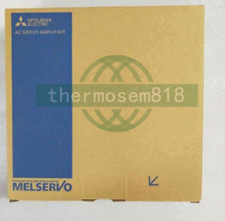 MITSUBISHI
ELECTRIC
AC SERVO AMPLIFIER
thermosem818
MELSERVO